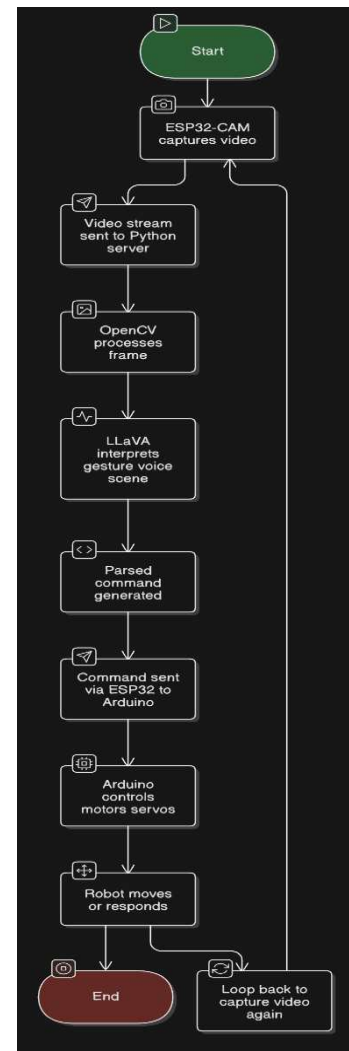 Start
ESP32-CAM
captures video
Video stream
sent to Python
server
OpenCV
processes
frame
LLaVA
interprets
gesture voice
scene
Parsed
command
generated
Command sent
via ESP32 to
Arduino
Arduino
controls
motors servos
Robot moves
or responds
End
Loop back to
capture video
again